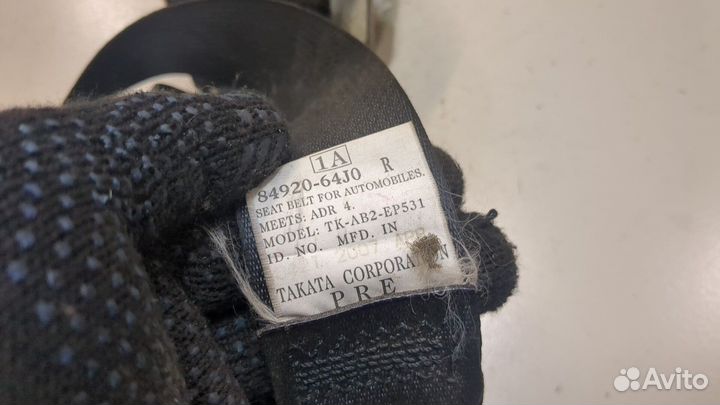 1A
84920-64J0 R
SEAT BELT FOR AUTOMOBILES.
MEETS: ADR 4.
MODEL: TK-AB2-EP531
ID. NO. MFD. IN
TAKATA CORPORATION
PRE
Avito